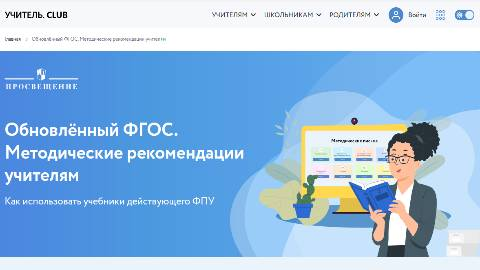 УЧИТЕЛЬ. CLUB
УЧИТЕЛЯМ
ШКОЛЬНИКАМ
РОДИТЕЛЯМ
Войти
Главная
Обновлённый ФГОС. Методические рекомендации учителям
ПРОСВЕЩЕНИЕ
Обновлённый ФГОС.
Методические рекомендации
учителям
Как использовать учебники действующего ФПУ